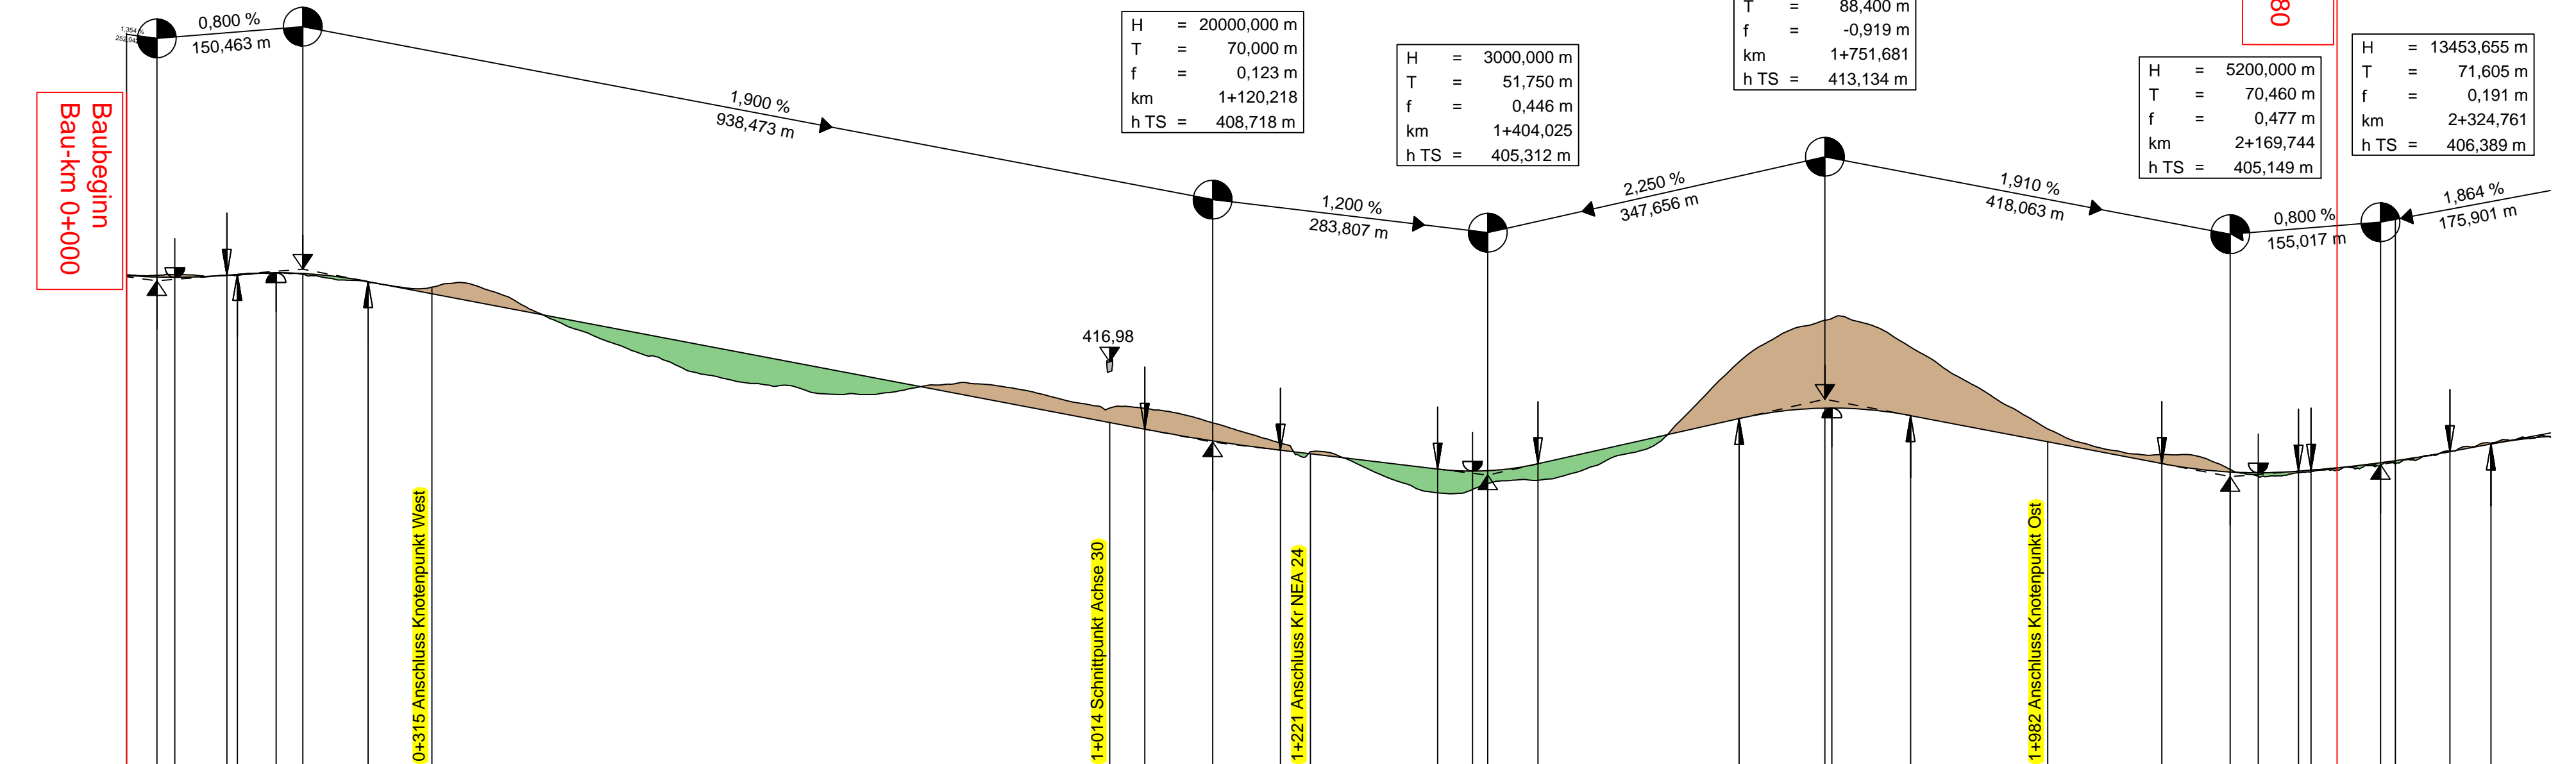 1,354 %
0,800 %
150,463 m
Baubeginn
Bau-km 0+000
1,900 %
938,473 m
H = 20000,000 m
T = 70,000 m
f = 0,123 m
km 1+120,218
h TS = 408,718 m
1,200 %
283,807 m
H = 3000,000 m
T = 51,750 m
f = 0,446 m
km 1+404,025
h TS = 405,312 m
2,250 %
347,656 m
T 88,400 m
f = -0,919 m
km 1+751,681
h TS = 413,134 m
1,910 %
418,063 m
H = 5200,000 m
T = 70,460 m
f = 0,477 m
km 2+169,744
h TS = 405,149 m
80
0,800 %
155,017 m
H = 13453,655 m
T = 71,605 m
f = 0,191 m
km 2+324,761
h TS = 406,389 m
1,864 %
175,901 m
416,98
0+315 Anschluss Knotenpunkt West
1+014 Schnittpunkt Achse 30
1+221 Anschluss Kr NEA 24
1+982 Anschluss Knotenpunkt Ost